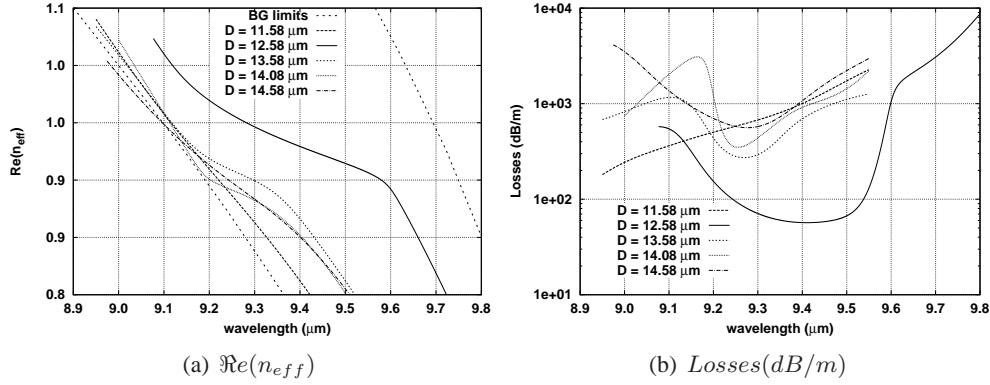 1.1
1.0
1.0
0.9
0.9
0.8
Re(neff)
BG limits
D = 11.58 µm
D = 12.58 µm
D = 13.58 µm
D = 14.08 µm
D = 14.58 µm
8.9 9.0 9.1 9.2 9.3 9.4 9.5 9.6 9.7 9.8
wavelength (µm)
(a) ℜe(neff)
1e+04
1e+03
1e+02
1e+01
Losses (dB/m)
D = 11.58 µm
D = 12.58 µm
D = 13.58 µm
D = 14.08 µm
D = 14.58 µm
9.0 9.1 9.2 9.3 9.4 9.5 9.6 9.7 9.8
wavelength (µm)
(b) Losses(dB/m)